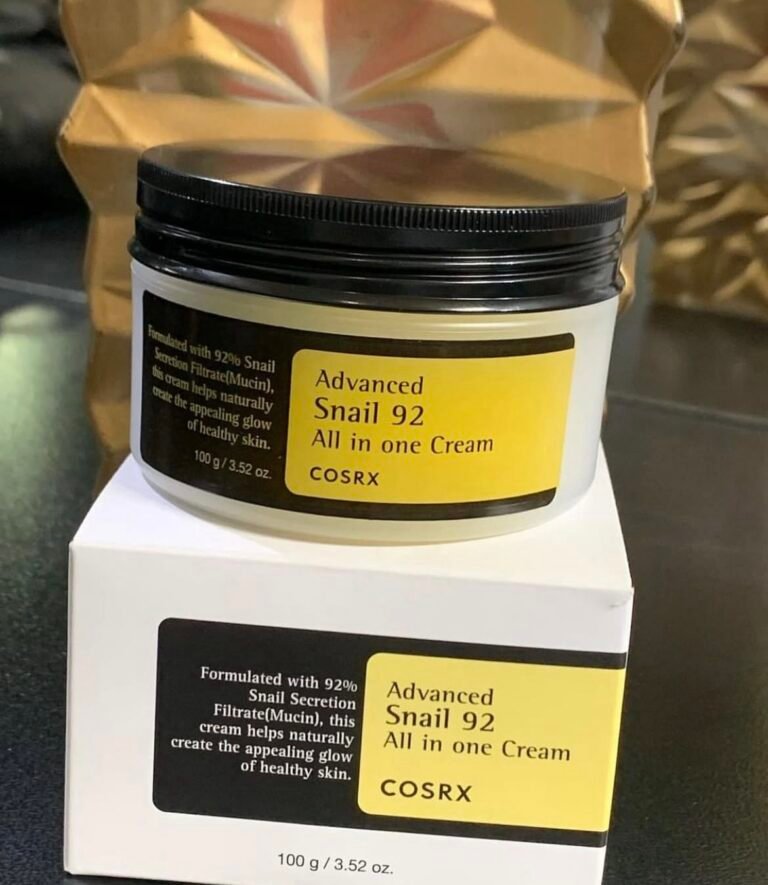 Formulated with 92% Snail
Secretion Filtrate(Mucin),
this cream helps naturally
create the appealing glow
of healthy skin.
100 g / 3.52 oz.
Advanced
Snail 92
All in one Cream
COSRX
Formulated with 92%
Snail Secretion
Filtrate(Mucin), this
cream helps naturally
create the appealing glow
of healthy skin.
Advanced
Snail 92
All in one Cream
COSRX
100 g / 3.52 oz.